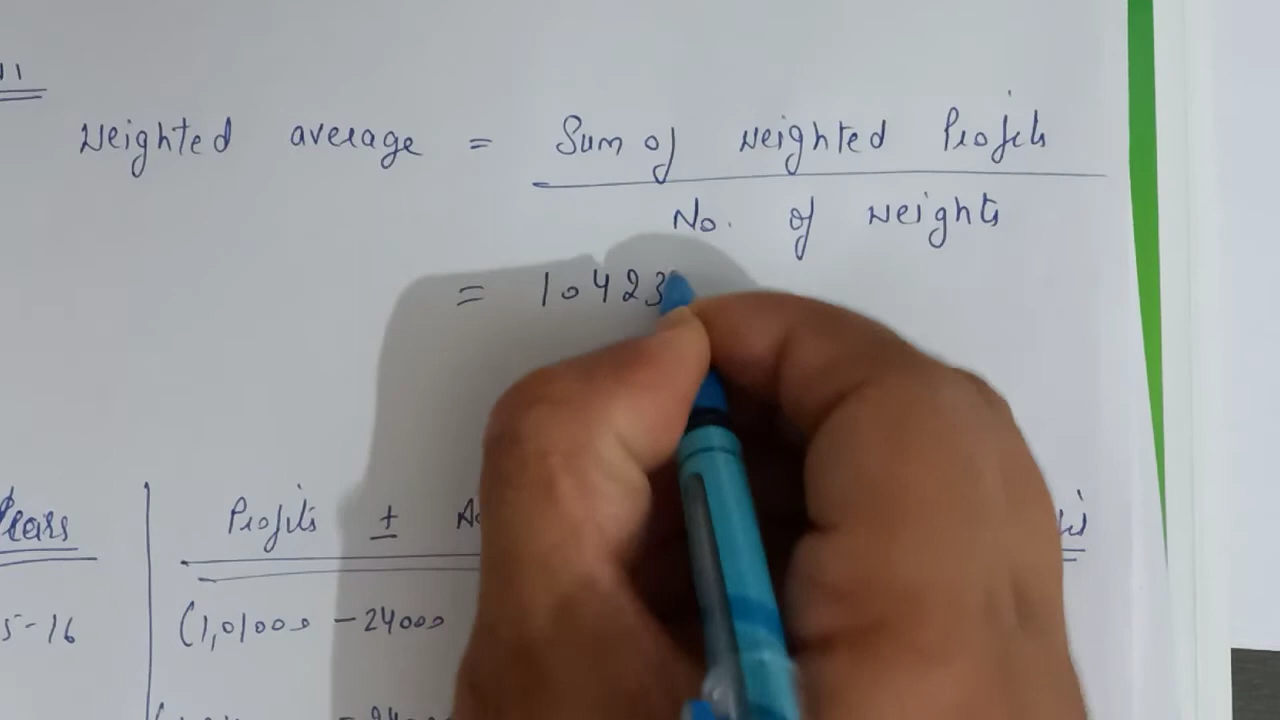 Weighted average = Sum of weighted Profits
No. of weights
= 10423
Years Profits ±
5-16 (1,01000 - 24000